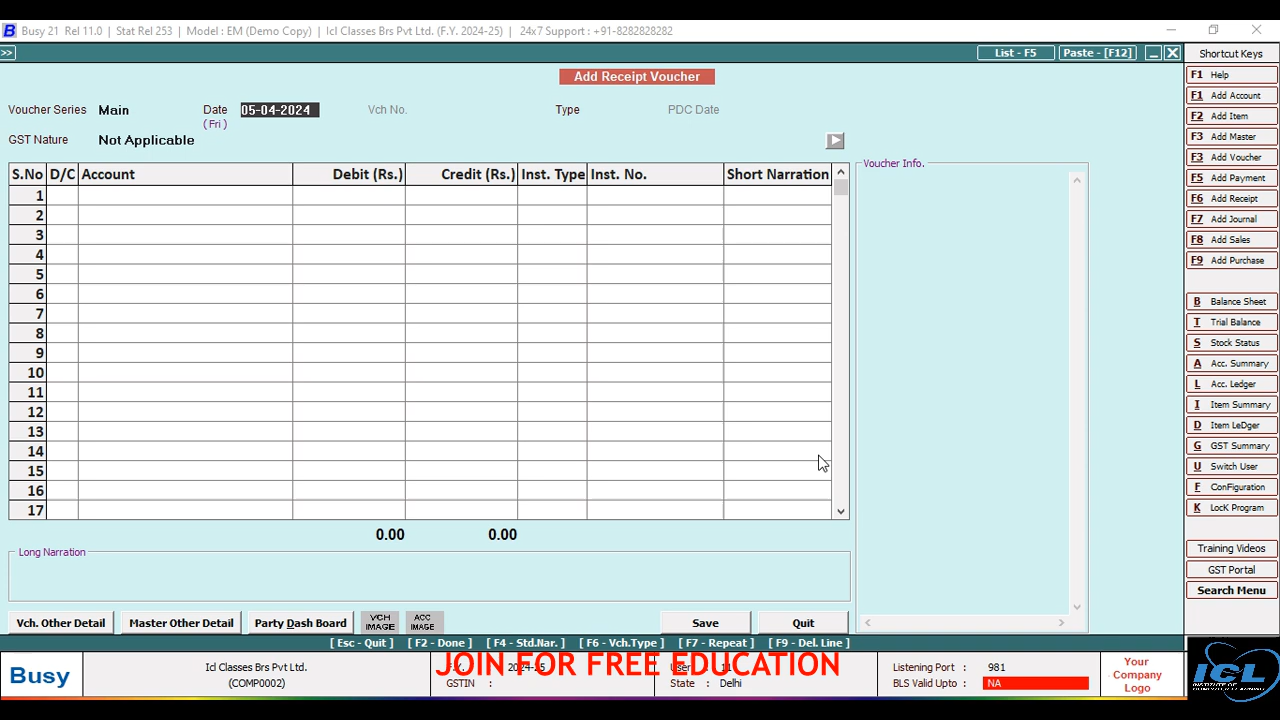 Busy 21 Rel 11.0 | Stat Rel 253 | Model : EM (Demo Copy) | Icl Classes Brs Pvt Ltd. (F.Y. 2024-25) | 24x7 Support : +91-8282828282
>> List - F5 Paste - [F12] Shortcut Keys
Add Receipt Voucher
Voucher Series Main Date 05-04-2024 Vch No. Type PDC Date
( Fri )
GST Nature Not Applicable
S.No D/C Account Debit (Rs.) Credit (Rs.) Inst. Type Inst. No. Short Narration
1
2
3
4
5
6
7
8
9
10
11
12
13
14
15
16
17
0.00 0.00
Voucher Info.
Long Narration
Vch. Other Detail Master Other Detail Party Dash Board VCH IMAGE ACC IMAGE Save Quit
[ Esc - Quit ] [ F2 - Done ] [ F4 - Std.Nar. ] [ F6 - Vch.Type ] [ F7 - Repeat ] [ F9 - Del. Line ]
F1 Help
F1 Add Account
F2 Add Item
F3 Add Master
F3 Add Voucher
F5 Add Payment
F6 Add Receipt
F7 Add Journal
F8 Add Sales
F9 Add Purchase
B Balance Sheet
T Trial Balance
S Stock Status
A Acc. Summary
L Acc. Ledger
I Item Summary
D Item LeDger
G GST Summary
U Switch User
F ConFiguration
K LocK Program
Training Videos
GST Portal
Search Menu
Busy
Icl Classes Brs Pvt Ltd.
(COMP0002)
2024-25
GSTIN :
JOIN FOR FREE EDUCATION
State : Delhi
Listening Port : 981
BLS Valid Upto : NA
Your
Company
Logo
ICL